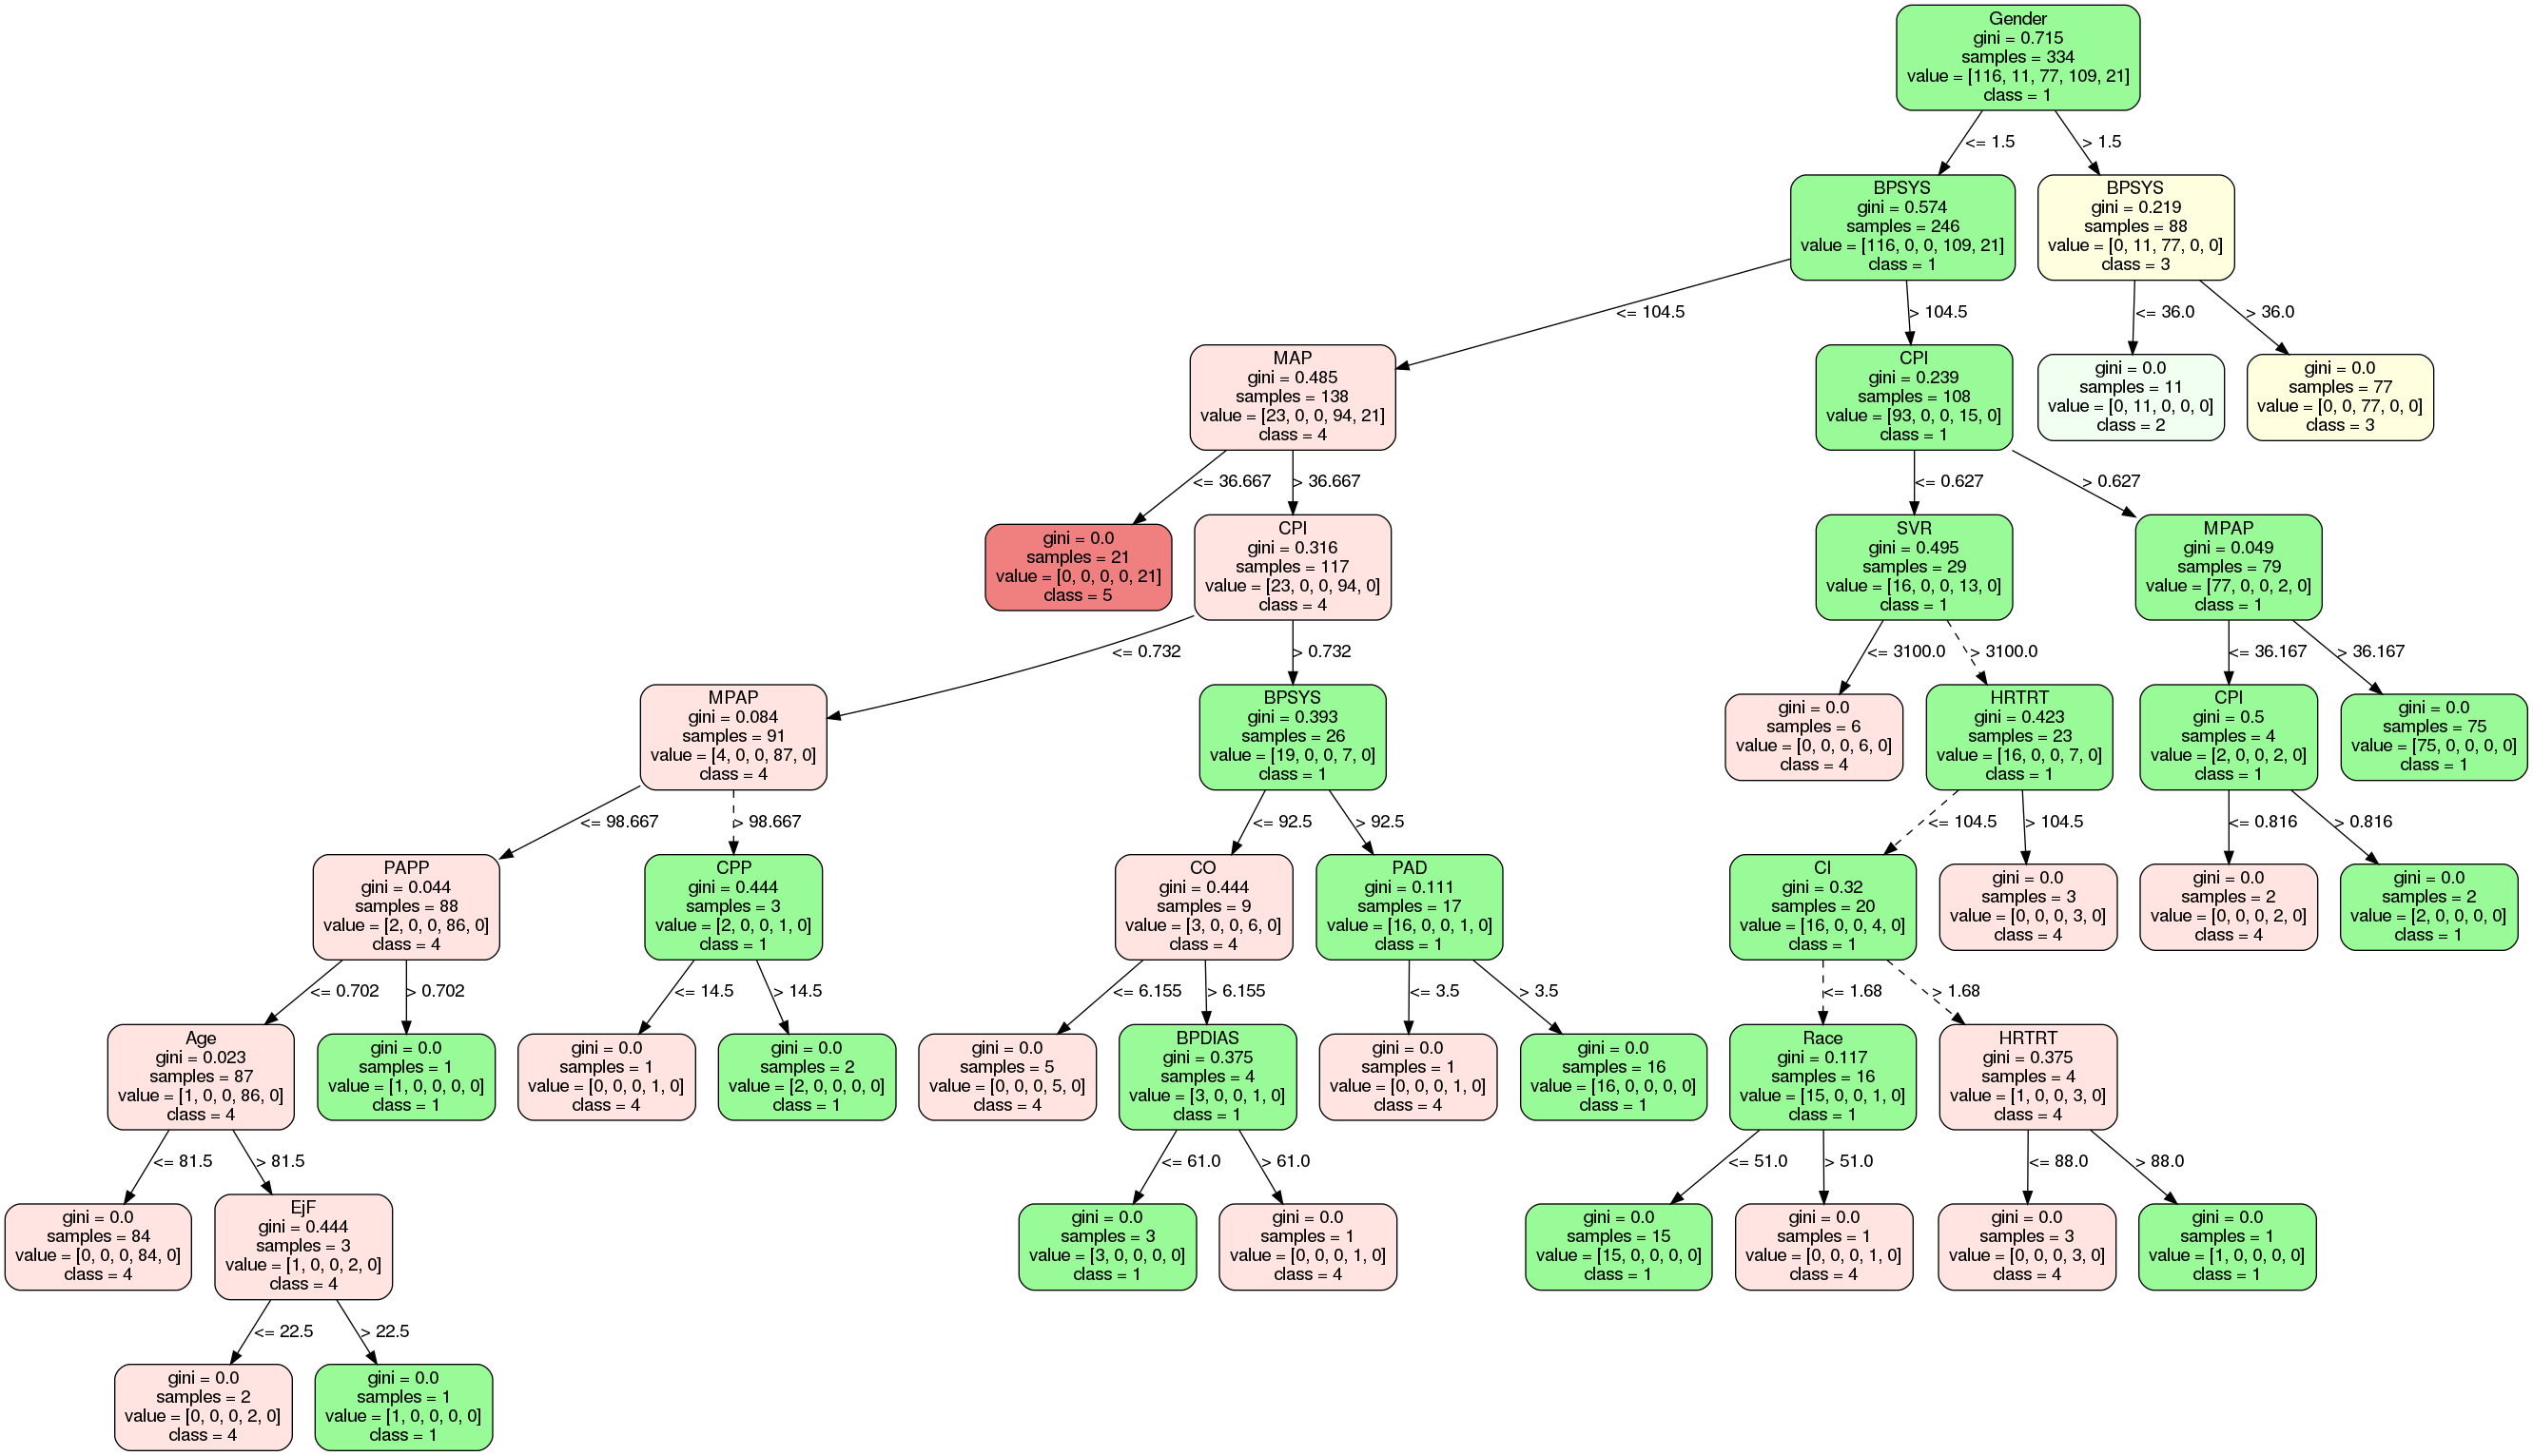 Gender
gini = 0.715
samples = 334
value = [116, 11, 77, 109, 21]
class = 1
<= 1.5
> 1.5
BPSYS
gini = 0.574
samples = 246
value = [116, 0, 0, 109, 21]
class = 1
BPSYS
gini = 0.219
samples = 88
value = [0, 11, 77, 0, 0]
class = 3
<= 104.5
> 104.5
<= 36.0
> 36.0
MAP
gini = 0.485
samples = 138
value = [23, 0, 0, 94, 21]
class = 4
CPI
gini = 0.239
samples = 108
value = [93, 0, 0, 15, 0]
class = 1
gini = 0.0
samples = 11
value = [0, 11, 0, 0, 0]
class = 2
gini = 0.0
samples = 77
value = [0, 0, 77, 0, 0]
class = 3
<= 36.667
> 36.667
<= 0.627
> 0.627
gini = 0.0
samples = 21
value = [0, 0, 0, 0, 21]
class = 5
CPI
gini = 0.316
samples = 117
value = [23, 0, 0, 94, 0]
class = 4
SVR
gini = 0.495
samples = 29
value = [16, 0, 0, 13, 0]
class = 1
MPAP
gini = 0.049
samples = 79
value = [77, 0, 0, 2, 0]
class = 1
<= 0.732
> 0.732
<= 3100.0
> 3100.0
<= 36.167
> 36.167
MPAP
gini = 0.084
samples = 91
value = [4, 0, 0, 87, 0]
class = 4
BPSYS
gini = 0.393
samples = 26
value = [19, 0, 0, 7, 0]
class = 1
gini = 0.0
samples = 6
value = [0, 0, 0, 6, 0]
class = 4
HRTRT
gini = 0.423
samples = 23
value = [16, 0, 0, 7, 0]
class = 1
CPI
gini = 0.5
samples = 4
value = [2, 0, 0, 2, 0]
class = 1
gini = 0.0
samples = 75
value = [75, 0, 0, 0, 0]
class = 1
<= 98.667
> 98.667
<= 92.5
> 92.5
<= 104.5
> 104.5
<= 0.816
> 0.816
PAPP
gini = 0.044
samples = 88
value = [2, 0, 0, 86, 0]
class = 4
CPP
gini = 0.444
samples = 3
value = [2, 0, 0, 1, 0]
class = 1
CO
gini = 0.444
samples = 9
value = [3, 0, 0, 6, 0]
class = 4
PAD
gini = 0.111
samples = 17
value = [16, 0, 0, 1, 0]
class = 1
CI
gini = 0.32
samples = 20
value = [16, 0, 0, 4, 0]
class = 1
gini = 0.0
samples = 3
value = [0, 0, 0, 3, 0]
class = 4
gini = 0.0
samples = 2
value = [0, 0, 0, 2, 0]
class = 4
gini = 0.0
samples = 2
value = [2, 0, 0, 0, 0]
class = 1
<= 0.702
> 0.702
<= 14.5
> 14.5
<= 6.155
> 6.155
<= 3.5
> 3.5
<= 1.68
> 1.68
Age
gini = 0.023
samples = 87
value = [1, 0, 0, 86, 0]
class = 4
gini = 0.0
samples = 1
value = [1, 0, 0, 0, 0]
class = 1
gini = 0.0
samples = 1
value = [0, 0, 0, 1, 0]
class = 4
gini = 0.0
samples = 2
value = [2, 0, 0, 0, 0]
class = 1
gini = 0.0
samples = 5
value = [0, 0, 0, 5, 0]
class = 4
BPDIAS
gini = 0.375
samples = 4
value = [3, 0, 0, 1, 0]
class = 1
gini = 0.0
samples = 1
value = [0, 0, 0, 1, 0]
class = 4
gini = 0.0
samples = 16
value = [16, 0, 0, 0, 0]
class = 1
Race
gini = 0.117
samples = 16
value = [15, 0, 0, 1, 0]
class = 1
HRTRT
gini = 0.375
samples = 4
value = [1, 0, 0, 3, 0]
class = 4
<= 81.5
> 81.5
<= 61.0
> 61.0
<= 51.0
> 51.0
<= 88.0
> 88.0
gini = 0.0
samples = 84
value = [0, 0, 0, 84, 0]
class = 4
EjF
gini = 0.444
samples = 3
value = [1, 0, 0, 2, 0]
class = 4
gini = 0.0
samples = 3
value = [3, 0, 0, 0, 0]
class = 1
gini = 0.0
samples = 1
value = [0, 0, 0, 1, 0]
class = 4
gini = 0.0
samples = 15
value = [15, 0, 0, 0, 0]
class = 1
gini = 0.0
samples = 1
value = [0, 0, 0, 1, 0]
class = 4
gini = 0.0
samples = 3
value = [0, 0, 0, 3, 0]
class = 4
gini = 0.0
samples = 1
value = [1, 0, 0, 0, 0]
class = 1
<= 22.5
> 22.5
gini = 0.0
samples = 2
value = [0, 0, 0, 2, 0]
class = 4
gini = 0.0
samples = 1
value = [1, 0, 0, 0, 0]
class = 1